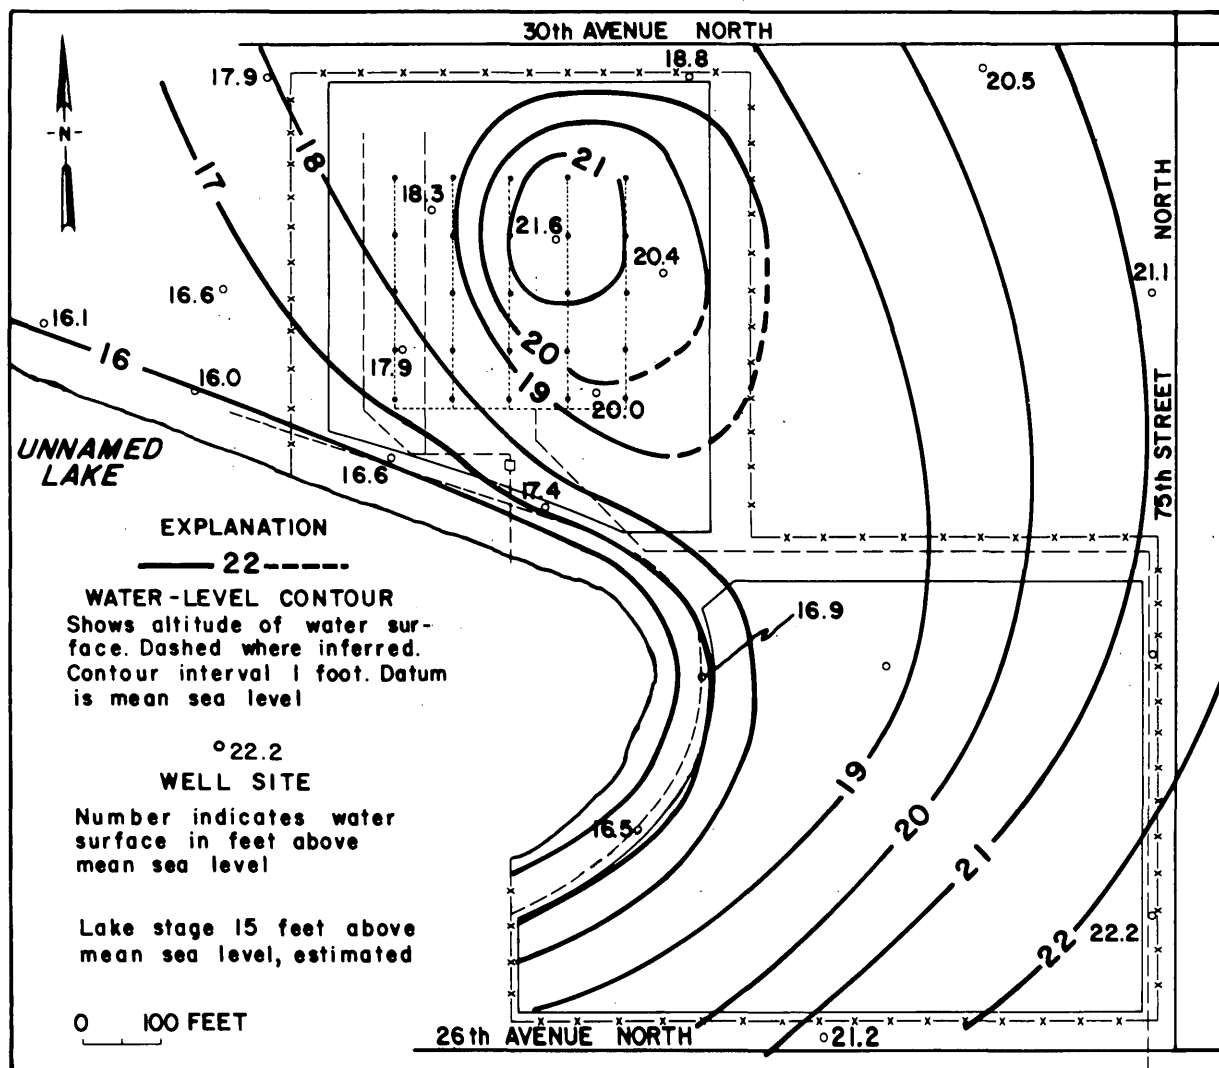 30th AVENUE NORTH
17.9
18.8
20.5
-N-
17
18
21
18.3
21.6
20.4
21.1
75th STREET NORTH
16.6
16.1
16
17.9
20
19
16.0
20.0
UNNAMED
LAKE
16.6
17.4
EXPLANATION
22
WATER-LEVEL CONTOUR
Shows altitude of water sur-
face. Dashed where inferred.
Contour interval 1 foot. Datum
is mean sea level
16.9
22.2
WELL SITE
Number indicates water
surface in feet above
mean sea level
19
20
21
22
16.5
22.2
Lake stage 15 feet above
mean sea level, estimated
0 100 FEET
26th AVENUE NORTH
21.2